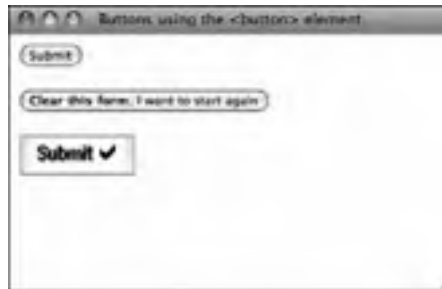 Buttons using the <button> element
Submit
Clear this form. I want to start again
Submit ✔